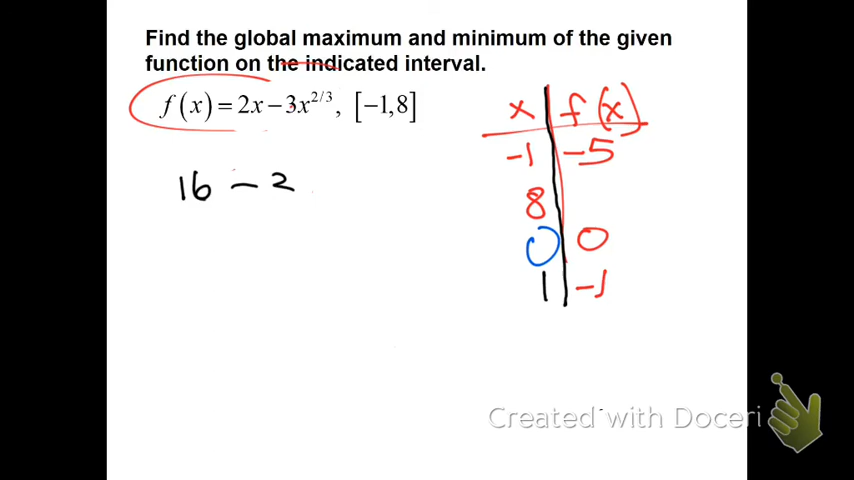 Find the global maximum and minimum of the given
function on the indicated interval.
f(x) = 2x − 3x^{2/3}, [−1,8]
x f(x)
−1 −5
16 − 2
8
0 0
1 −1
Created with Doceri